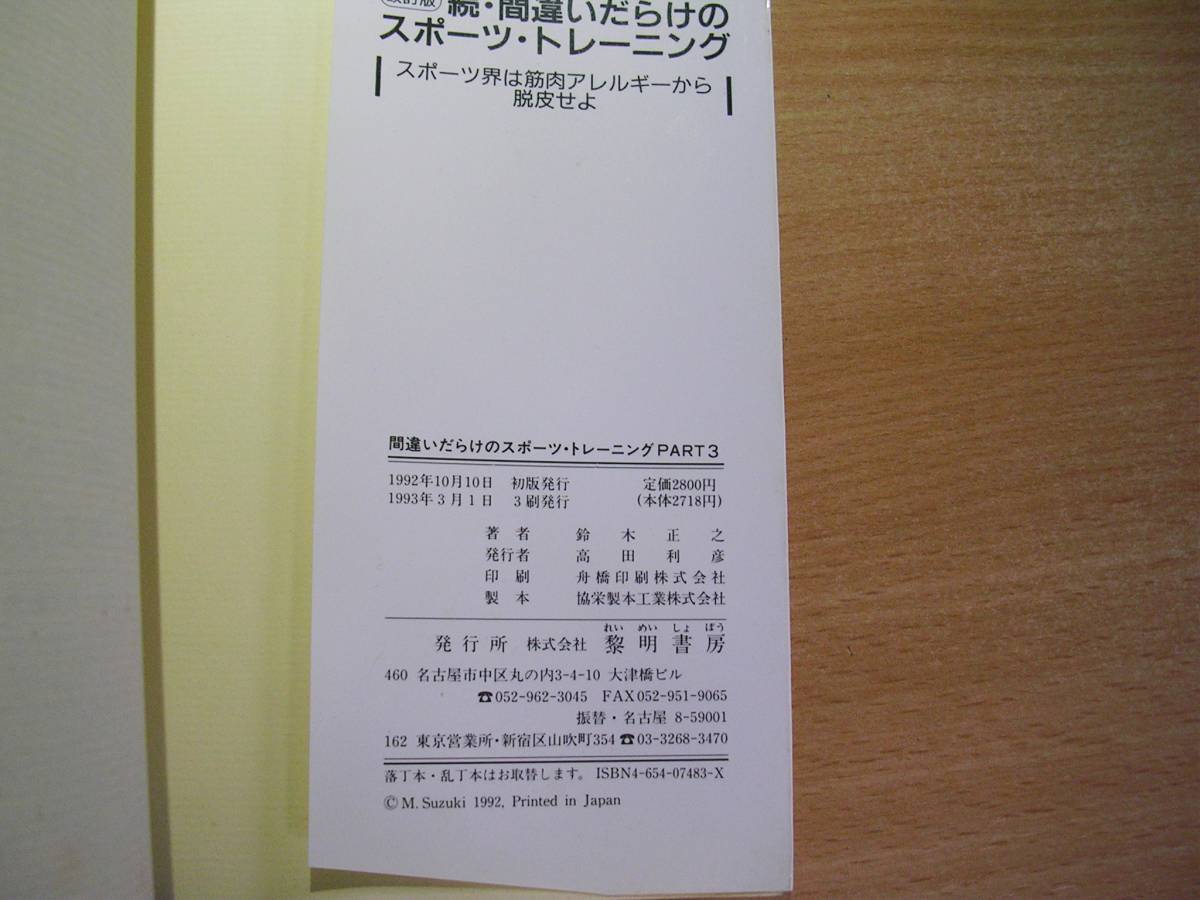 改訂版 続・間違いだらけの
スポーツ・トレーニング
スポーツ界は筋肉アレルギーから
脱皮せよ
間違いだらけのスポーツ・トレーニングPART3
1992年10月10日 初版発行 定価2800円
1993年3月1日 3刷発行 (本体2718円)
著者 鈴木正之
発行者 高田利彦
印刷 舟橋印刷株式会社
製本 協栄製本工業株式会社
れい めい しょ ぼう
発行所 株式会社 黎明書房
460 名古屋市中区丸の内3-4-10 大津橋ビル
☎052-962-3045 FAX052-951-9065
振替・名古屋 8-59001
162 東京営業所・新宿区山吹町354 ☎03-3268-3470
落丁本・乱丁本はお取替します。 ISBN4-654-07483-X
©M. Suzuki 1992, Printed in Japan